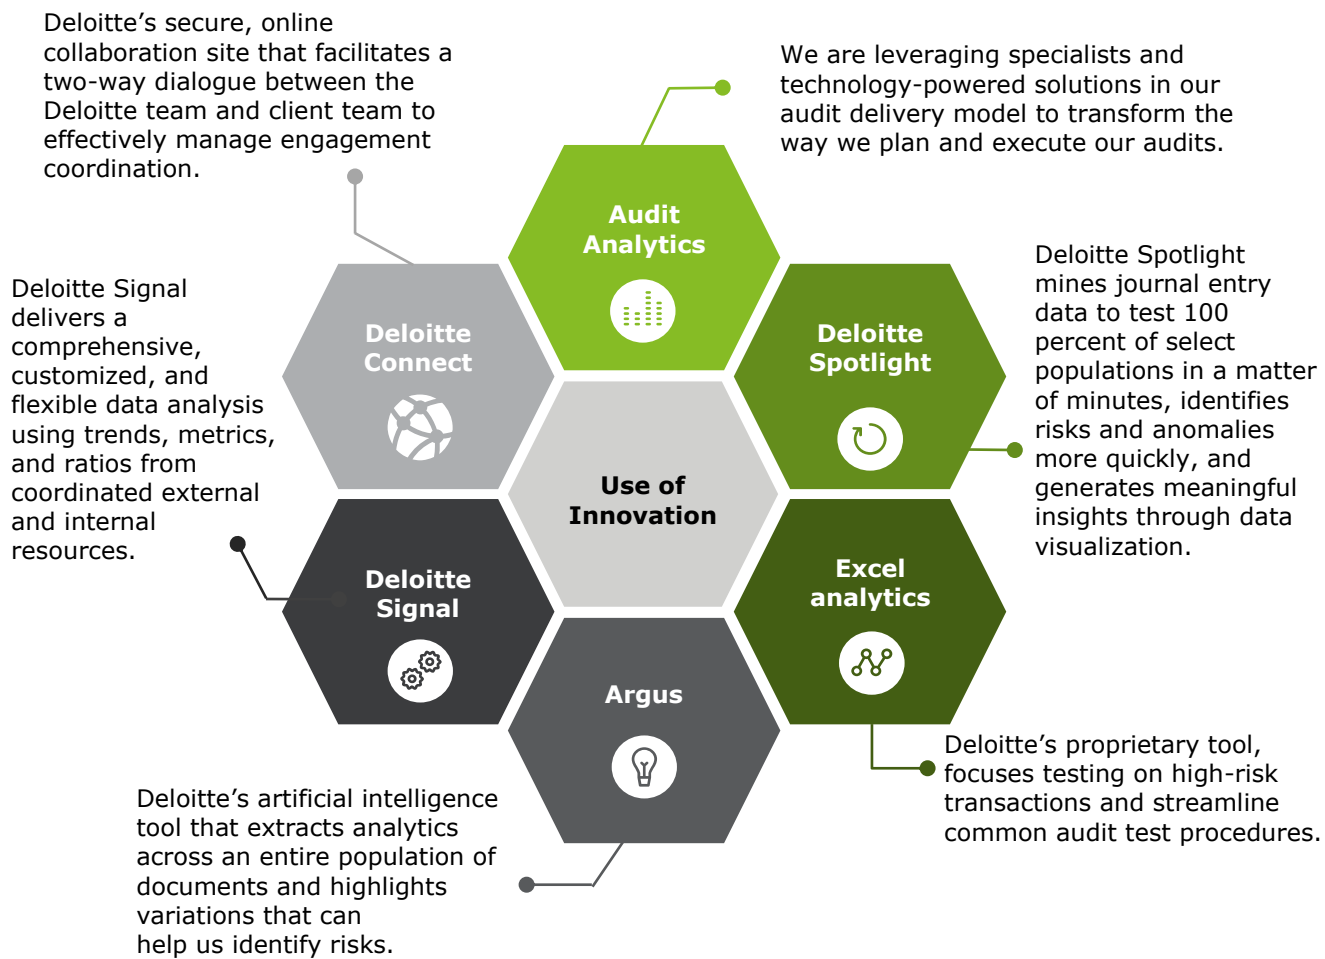 Deloitte’s secure, online
collaboration site that facilitates a
two-way dialogue between the
Deloitte team and client team to
effectively manage engagement
coordination.
We are leveraging specialists and
technology-powered solutions in our
audit delivery model to transform the
way we plan and execute our audits.
Audit
Analytics
Deloitte
Connect
Deloitte
Spotlight
Deloitte Spotlight
mines journal entry
data to test 100
percent of select
populations in a matter
of minutes, identifies
risks and anomalies
more quickly, and
generates meaningful
insights through data
visualization.
Deloitte Signal
delivers a
comprehensive,
customized, and
flexible data analysis
using trends, metrics,
and ratios from
coordinated external
and internal
resources.
Use of
Innovation
Deloitte
Signal
Excel
analytics
Argus
Deloitte’s proprietary tool,
focuses testing on high-risk
transactions and streamline
common audit test procedures.
Deloitte’s artificial intelligence
tool that extracts analytics
across an entire population of
documents and highlights
variations that can
help us identify risks.